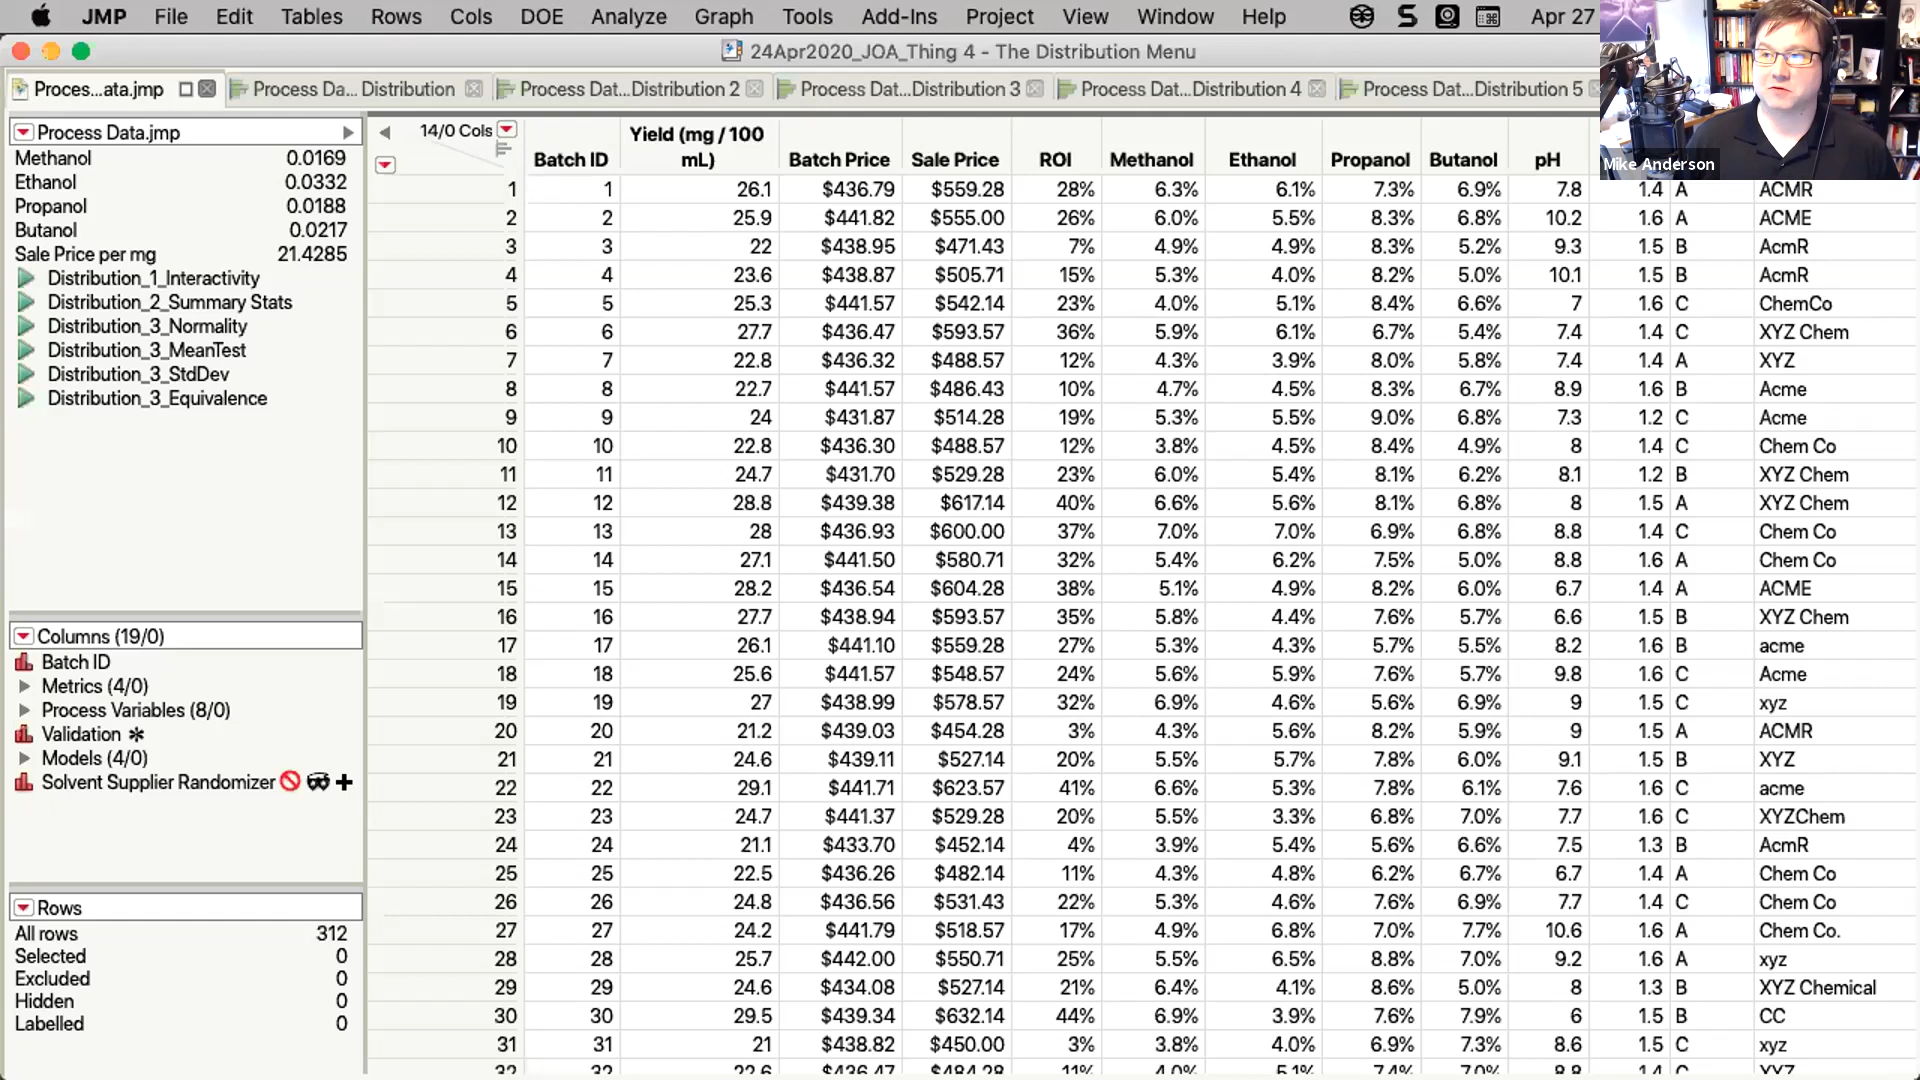 JMP File Edit Tables Rows Cols DOE Analyze Graph Tools Add-Ins Project View Window Help S Apr 27
24Apr2020_JOA_Thing 4 - The Distribution Menu
Proces...ata.jmp Process Da... Distribution Process Dat...Distribution 2 Process Dat...Distribution 3 Process Dat...Distribution 4 Process Dat...Distribution 5
Mike Anderson
Process Data.jmp
Methanol 0.0169
Ethanol 0.0332
Propanol 0.0188
Butanol 0.0217
Sale Price per mg 21.4285
Distribution_1_Interactivity
Distribution_2_Summary Stats
Distribution_3_Normality
Distribution_3_MeanTest
Distribution_3_StdDev
Distribution_3_Equivalence
Columns (19/0)
Batch ID
Metrics (4/0)
Process Variables (8/0)
Validation ✱
Models (4/0)
Solvent Supplier Randomizer
Rows
All rows 312
Selected 0
Excluded 0
Hidden 0
Labelled 0
14/0 Cols
Batch ID Yield (mg / 100 mL) Batch Price Sale Price ROI Methanol Ethanol Propanol Butanol pH
1 1 26.1 $436.79 $559.28 28% 6.3% 6.1% 7.3% 6.9% 7.8 1.4 A ACMR
2 2 25.9 $441.82 $555.00 26% 6.0% 5.5% 8.3% 6.8% 10.2 1.6 A ACME
3 3 22 $438.95 $471.43 7% 4.9% 4.9% 8.3% 5.2% 9.3 1.5 B AcmR
4 4 23.6 $438.87 $505.71 15% 5.3% 4.0% 8.2% 5.0% 10.1 1.5 B AcmR
5 5 25.3 $441.57 $542.14 23% 4.0% 5.1% 8.4% 6.6% 7 1.6 C ChemCo
6 6 27.7 $436.47 $593.57 36% 5.9% 6.1% 6.7% 5.4% 7.4 1.4 C XYZ Chem
7 7 22.8 $436.32 $488.57 12% 4.3% 3.9% 8.0% 5.8% 7.4 1.4 A XYZ
8 8 22.7 $441.57 $486.43 10% 4.7% 4.5% 8.3% 6.7% 8.9 1.6 B Acme
9 9 24 $431.87 $514.28 19% 5.3% 5.5% 9.0% 6.8% 7.3 1.2 C Acme
10 10 22.8 $436.30 $488.57 12% 3.8% 4.5% 8.4% 4.9% 8 1.4 C Chem Co
11 11 24.7 $431.70 $529.28 23% 6.0% 5.4% 8.1% 6.2% 8.1 1.2 B XYZ Chem
12 12 28.8 $439.38 $617.14 40% 6.6% 5.6% 8.1% 6.8% 8 1.5 A XYZ Chem
13 13 28 $436.93 $600.00 37% 7.0% 7.0% 6.9% 6.8% 8.8 1.4 C Chem Co
14 14 27.1 $441.50 $580.71 32% 5.4% 6.2% 7.5% 5.0% 8.8 1.6 A Chem Co
15 15 28.2 $436.54 $604.28 38% 5.1% 4.9% 8.2% 6.0% 6.7 1.4 A ACME
16 16 27.7 $438.94 $593.57 35% 5.8% 4.4% 7.6% 5.7% 6.6 1.5 B XYZ Chem
17 17 26.1 $441.10 $559.28 27% 5.3% 4.3% 5.7% 5.5% 8.2 1.6 B acme
18 18 25.6 $441.57 $548.57 24% 5.6% 5.9% 7.6% 5.7% 9.8 1.6 C Acme
19 19 27 $438.99 $578.57 32% 6.9% 4.6% 5.6% 6.9% 9 1.5 C xyz
20 20 21.2 $439.03 $454.28 3% 4.3% 5.6% 8.2% 5.9% 9 1.5 A ACMR
21 21 24.6 $439.11 $527.14 20% 5.5% 5.7% 7.8% 6.0% 9.1 1.5 B XYZ
22 22 29.1 $441.71 $623.57 41% 6.6% 5.3% 7.8% 6.1% 7.6 1.6 C acme
23 23 24.7 $441.37 $529.28 20% 5.5% 3.3% 6.8% 7.0% 7.7 1.6 C XYZChem
24 24 21.1 $433.70 $452.14 4% 3.9% 5.4% 5.6% 6.6% 7.5 1.3 B AcmR
25 25 22.5 $436.26 $482.14 11% 4.3% 4.8% 6.2% 6.7% 6.7 1.4 A Chem Co
26 26 24.8 $436.56 $531.43 22% 5.3% 4.6% 7.6% 6.9% 7.7 1.4 C Chem Co
27 27 24.2 $441.79 $518.57 17% 4.9% 6.8% 7.0% 7.7% 10.6 1.6 A Chem Co.
28 28 25.7 $442.00 $550.71 25% 5.5% 6.5% 8.8% 7.0% 9.2 1.6 A xyz
29 29 24.6 $434.08 $527.14 21% 6.4% 4.1% 8.6% 5.0% 8 1.3 B XYZ Chemical
30 30 29.5 $439.34 $632.14 44% 6.9% 3.9% 7.6% 7.9% 6 1.5 B CC
31 31 21 $438.82 $450.00 3% 3.8% 4.0% 6.9% 7.3% 8.6 1.5 C xyz
32 32 22.6 $436.47 $484.28 11% 4.0% 5.1% 7.4% 7.0% 8.8 1.4 C XYZ